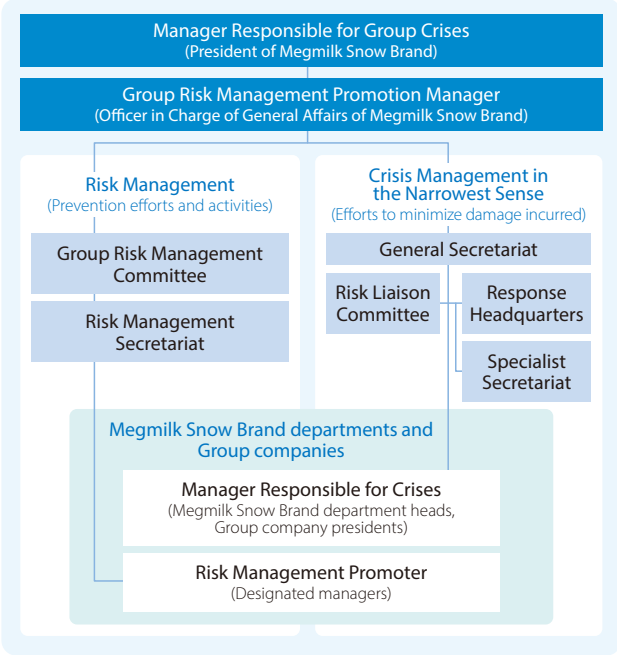 Manager Responsible for Group Crises
(President of Megmilk Snow Brand)
Group Risk Management Promotion Manager
(Officer in Charge of General Affairs of Megmilk Snow Brand)
Risk Management
(Prevention efforts and activities)
Group Risk Management
Committee
Risk Management
Secretariat
Crisis Management in
the Narrowest Sense
(Efforts to minimize damage incurred)
General Secretariat
Risk Liaison
Committee
Response
Headquarters
Specialist
Secretariat
Megmilk Snow Brand departments and
Group companies
Manager Responsible for Crises
(Megmilk Snow Brand department heads,
Group company presidents)
Risk Management Promoter
(Designated managers)